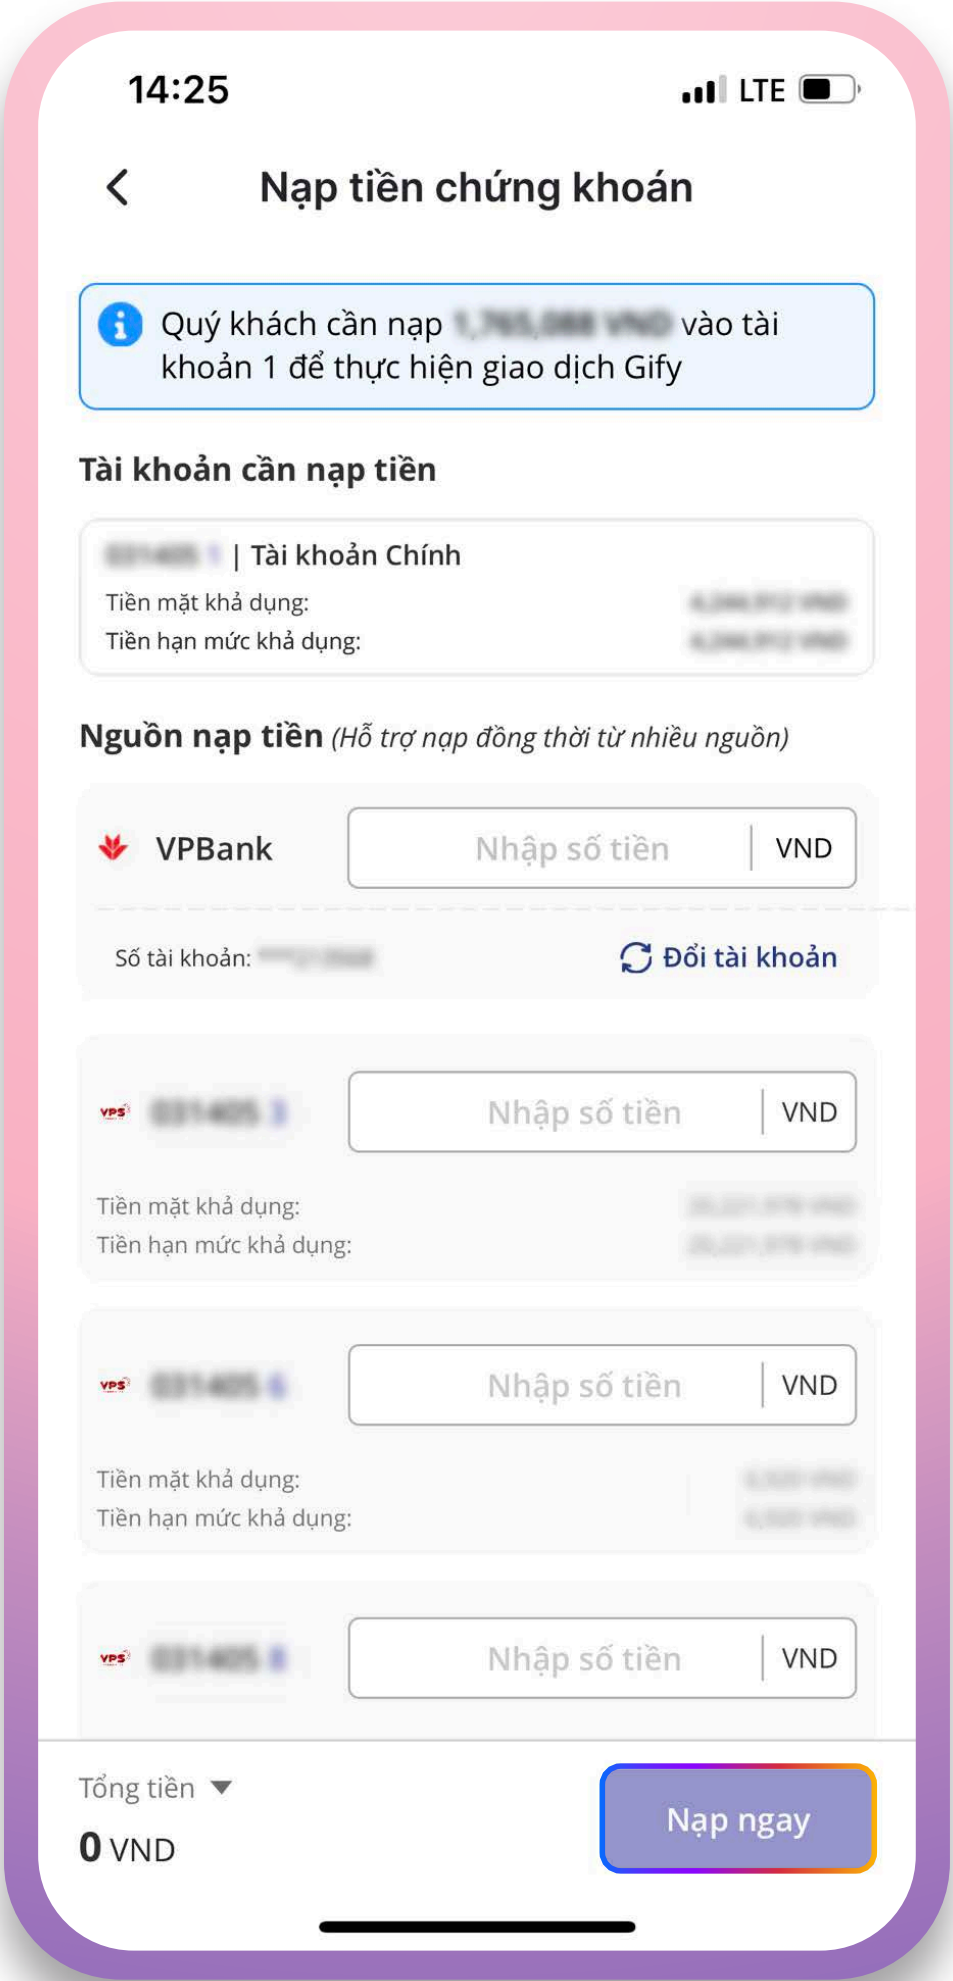 14:25
LTE
Nạp tiền chứng khoán
Quý khách cần nạp vào tài
khoản 1 để thực hiện giao dịch Gify
Tài khoản cần nạp tiền
| Tài khoản Chính
Tiền mặt khả dụng:
Tiền hạn mức khả dụng:
Nguồn nạp tiền (Hỗ trợ nạp đồng thời từ nhiều nguồn)
VPBank Nhập số tiền VND
Số tài khoản: Đổi tài khoản
VPS Nhập số tiền VND
Tiền mặt khả dụng:
Tiền hạn mức khả dụng:
VPS Nhập số tiền VND
Tiền mặt khả dụng:
Tiền hạn mức khả dụng:
VPS Nhập số tiền VND
Tổng tiền
0 VND
Nạp ngay